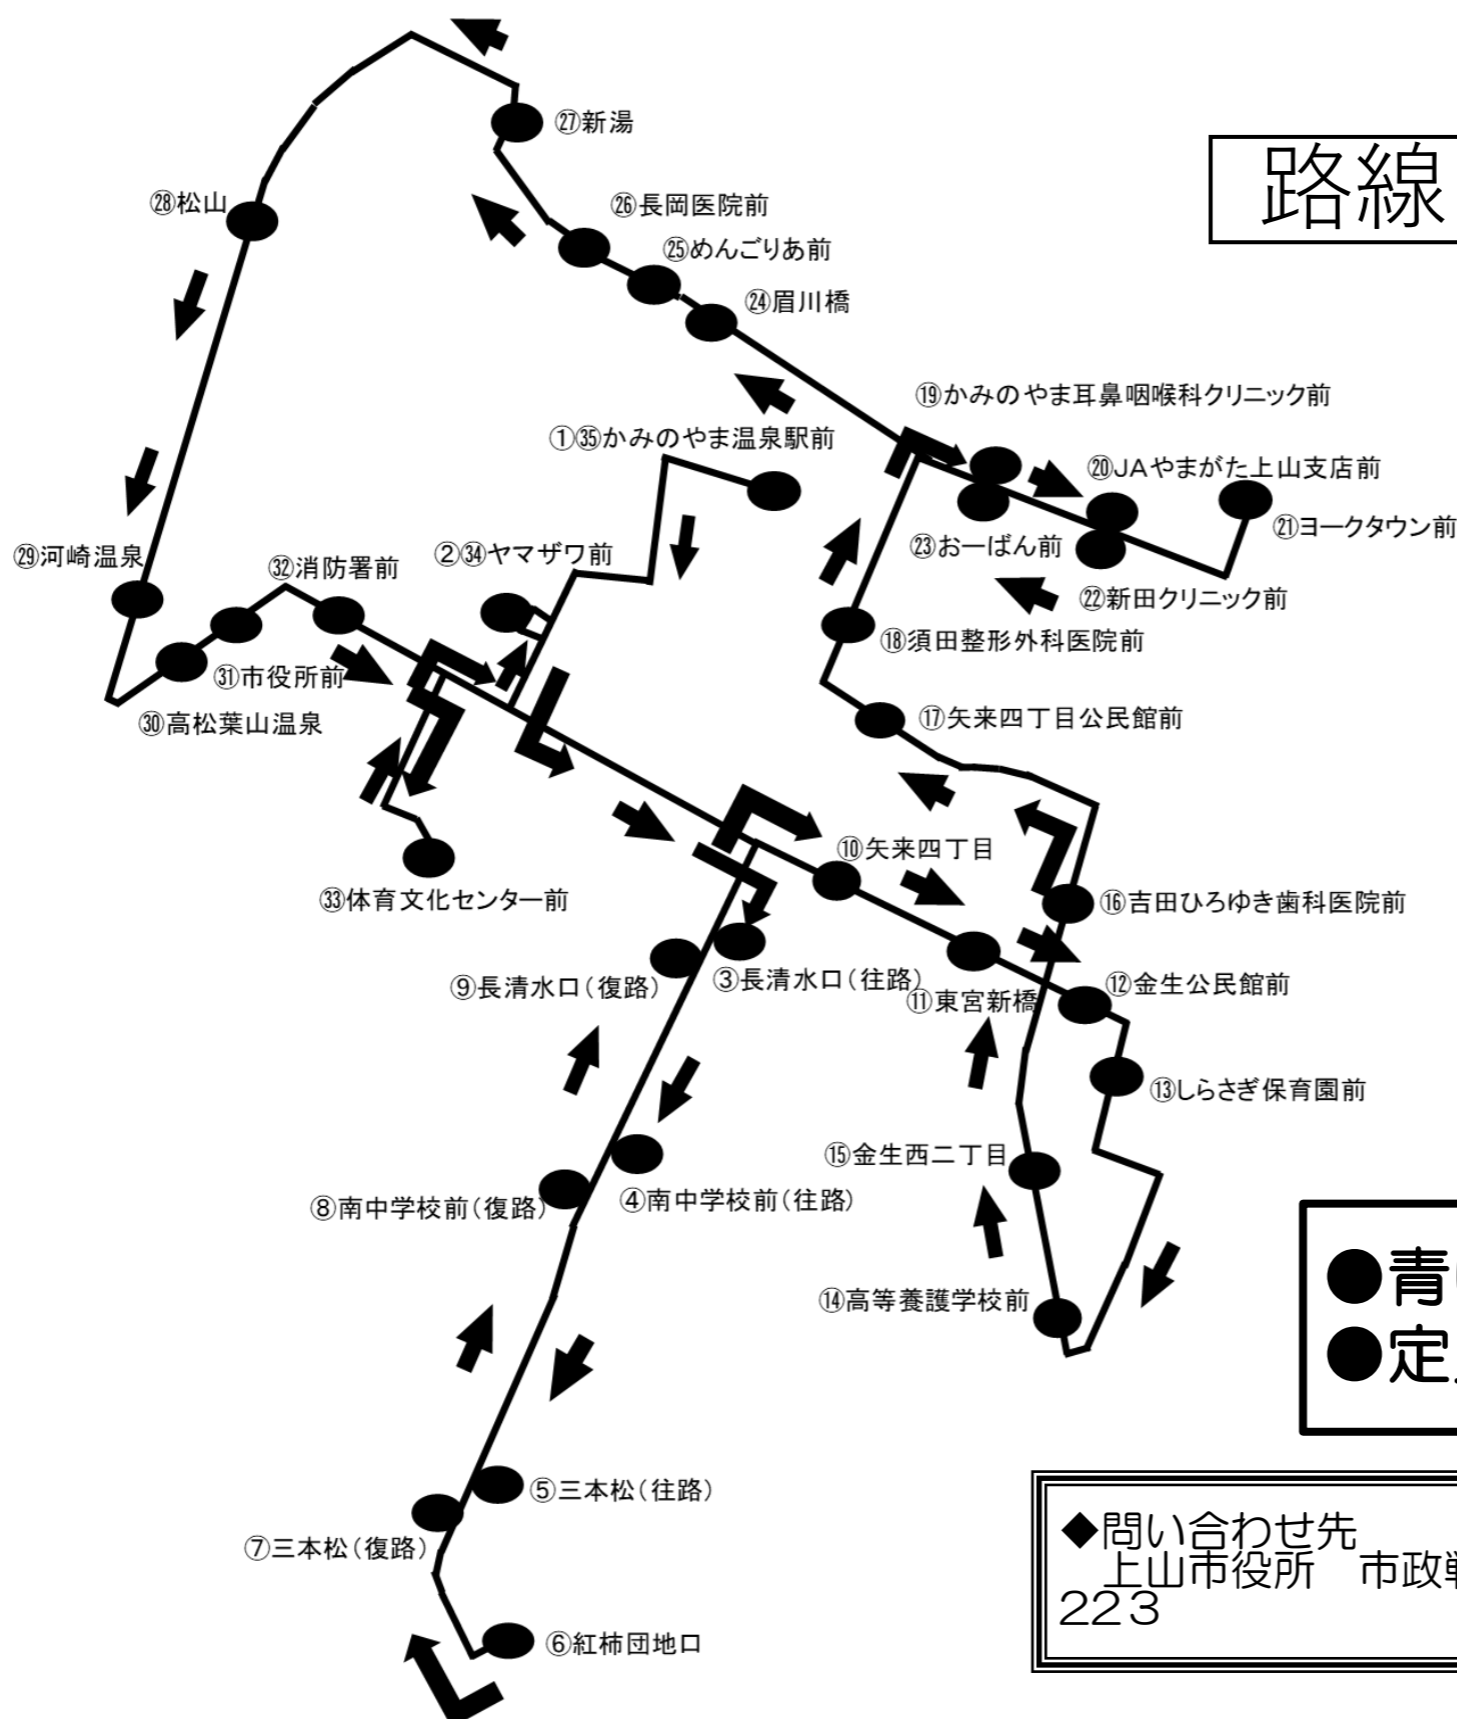 ㉗新湯
路線
㉘松山
㉖長岡医院前
㉕めんごりあ前
㉔眉川橋
⑲かみのやま耳鼻咽喉科クリニック前
①㉟かみのやま温泉駅前
⑳JAやまがた上山支店前
㉑ヨークタウン前
㉙河崎温泉
㉜消防署前
②㉞ヤマザワ前
㉓おーばん前
㉒新田クリニック前
⑱須田整形外科医院前
㉛市役所前
㉚高松葉山温泉
⑰矢来四丁目公民館前
⑩矢来四丁目
㉝体育文化センター前
⑯吉田ひろゆき歯科医院前
⑨長清水口(復路)
③長清水口(往路)
⑪東宮新橋
⑫金生公民館前
⑬しらさぎ保育園前
⑮金生西二丁目
⑧南中学校前(復路)
④南中学校前(往路)
⑭高等養護学校前
●青
●定
⑤三本松(往路)
⑦三本松(復路)
⑥紅柿団地口
◆問い合わせ先
上山市役所　市政
223